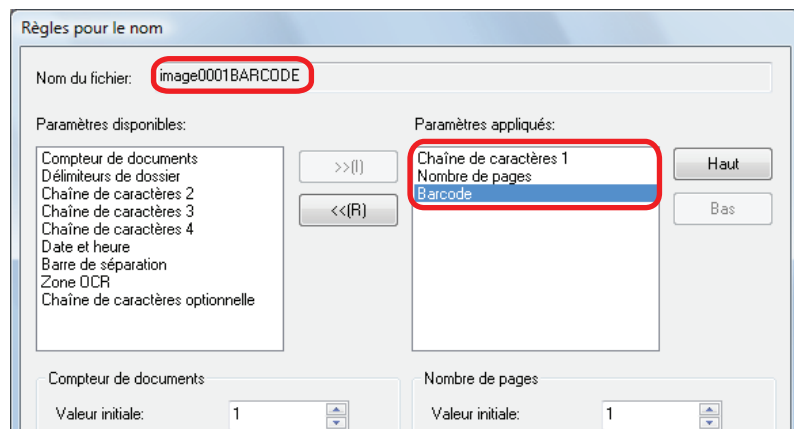 Règles pour le nom
Nom du fichier: image0001BARCODE
Paramètres disponibles:
Compteur de documents
Délimiteurs de dossier
Chaîne de caractères 2
Chaîne de caractères 3
Chaîne de caractères 4
Date et heure
Barre de séparation
Zone OCR
Chaîne de caractères optionnelle
>>(I)
<<(R)
Paramètres appliqués:
Chaîne de caractères 1
Nombre de pages
Barcode
Haut
Bas
Compteur de documents
Valeur initiale: 1
Nombre de pages
Valeur initiale: 1